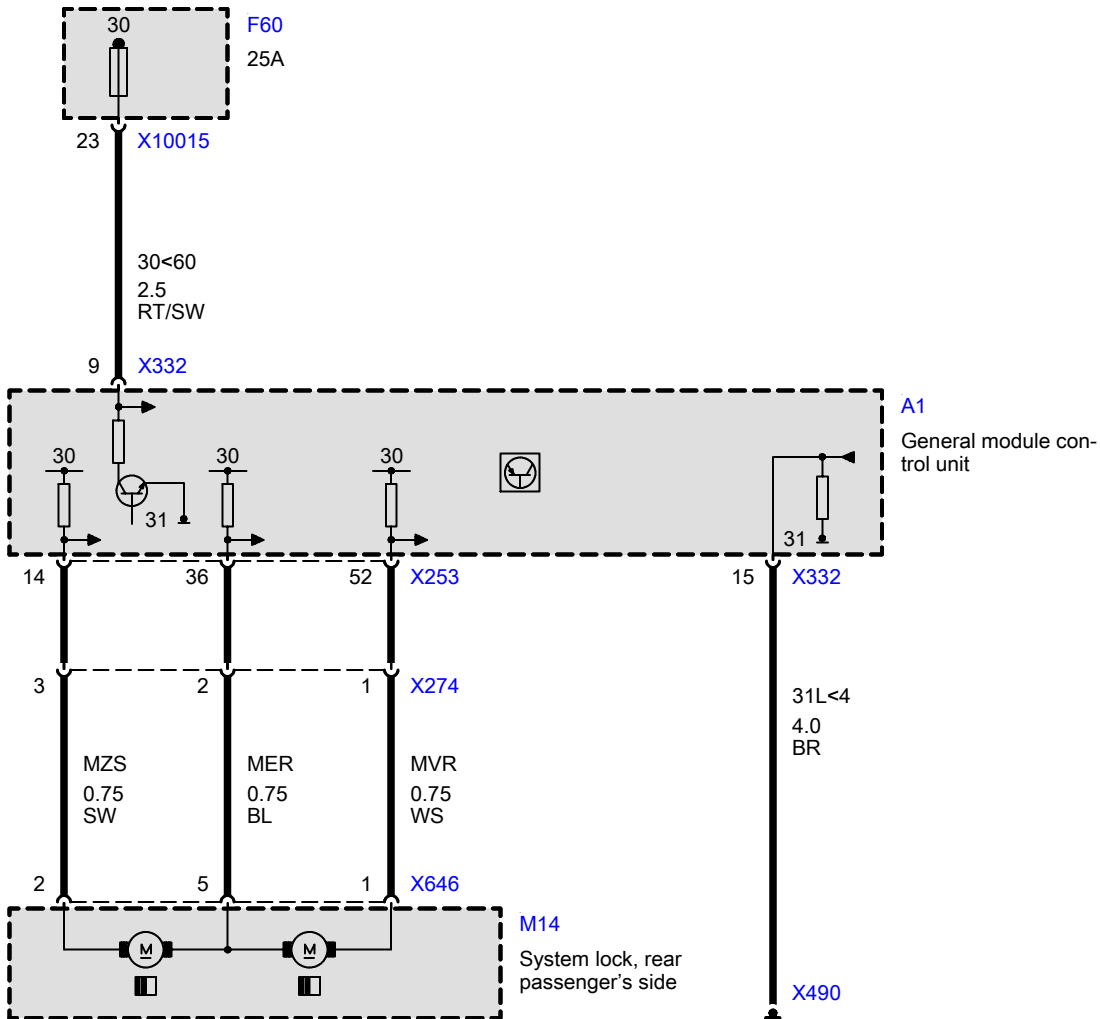 30
F60
25A
23
X10015
30<60
2.5
RT/SW
9
X332
A1
General module con-
trol unit
30
30
30
31
31
14
36
52
X253
15
X332
3
2
1
X274
31L<4
4.0
BR
MZS
0.75
SW
MER
0.75
BL
MVR
0.75
WS
2
5
1
X646
M14
System lock, rear
passenger's side
M
M
X490